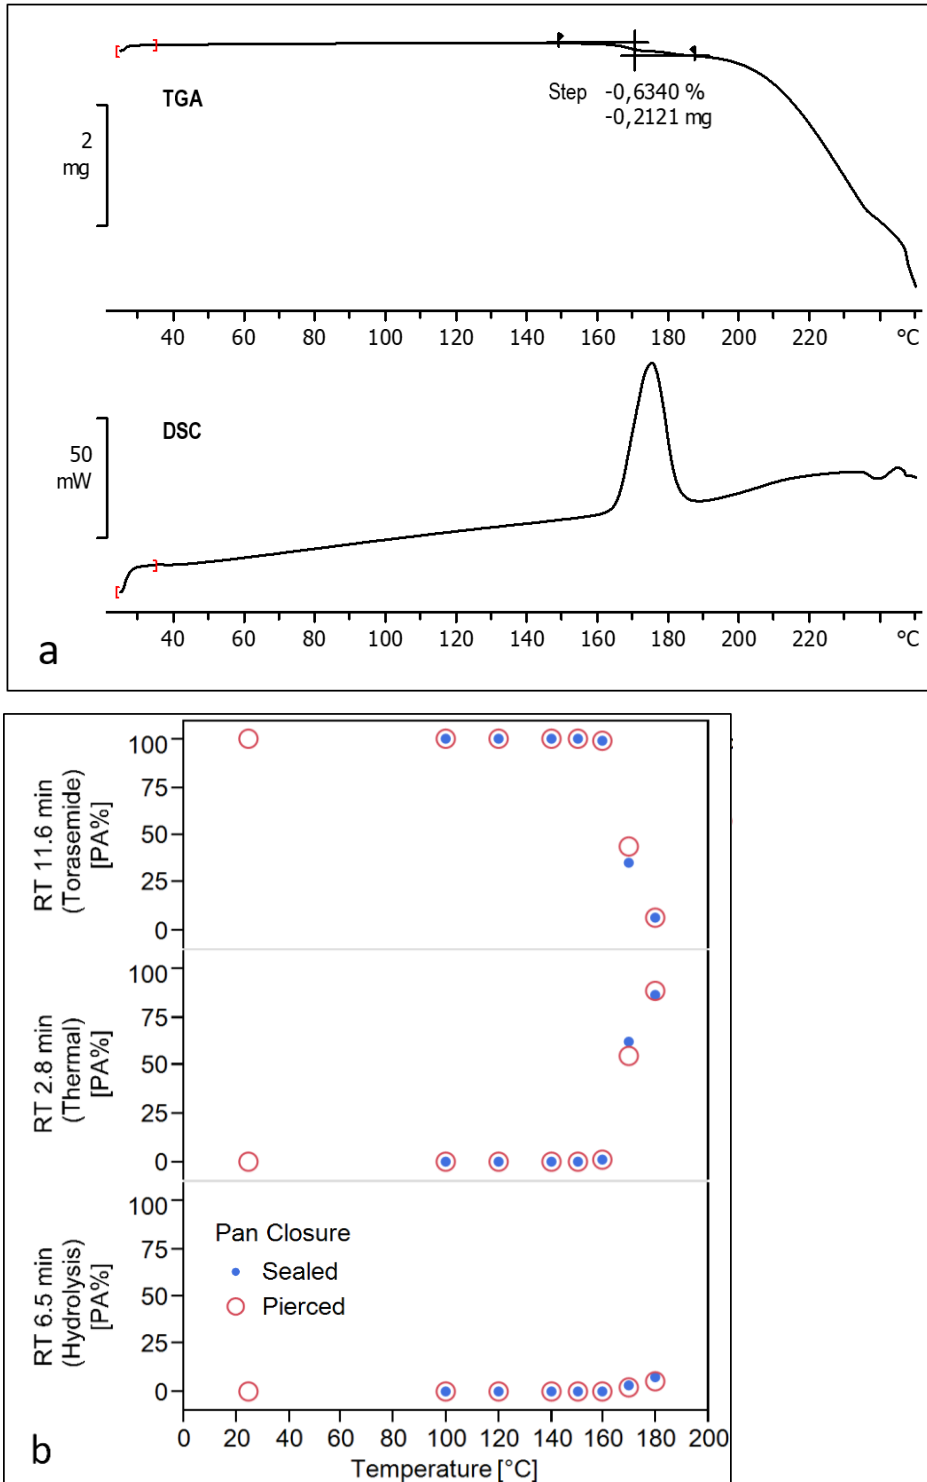 TGA
Step -0,6340 %
-0,2121 mg
2
mg
40 60 80 100 120 140 160 180 200 220 °C
DSC
50
mW
40 60 80 100 120 140 160 180 200 220 °C
a
RT 11.6 min
(Torasemide)
[PA%]
100
75
50
25
0
RT 2.8 min
(Thermal)
[PA%]
100
75
50
25
0
RT 6.5 min
(Hydrolysis)
[PA%]
100
75
50
25
0
Pan Closure
Sealed
Pierced
0 20 40 60 80 100 120 140 160 180 200
Temperature [°C]
b